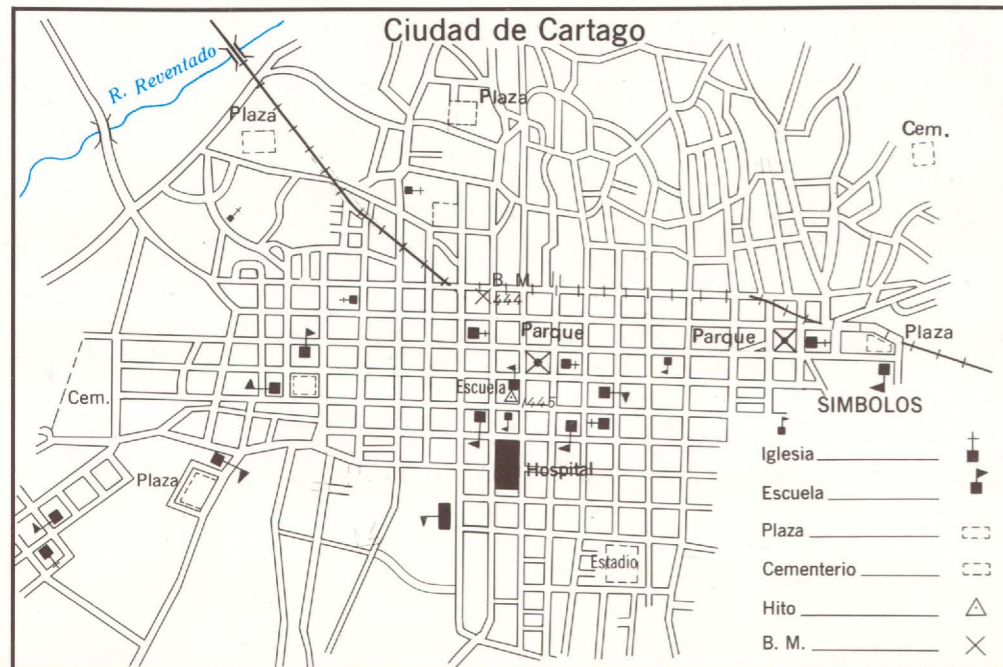 Ciudad de Cartago
R. Reventado
Plaza
Plaza
Cem.
B. M.
444
Parque
Parque
Plaza
Escuela
1445
Cem.
Hospital
Plaza
Estadio
SIMBOLOS
Iglesia
Escuela
Plaza
Cementerio
Hito
B. M.